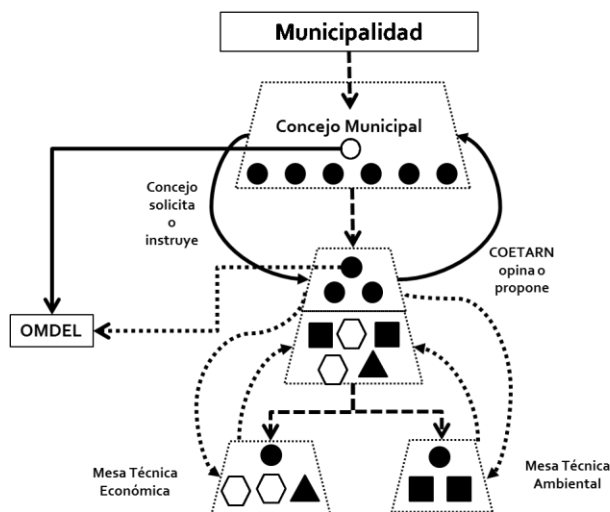 Municipalidad
Concejo Municipal
Concejo
solicita
o
instruye
COETARN
opina o
propone
OMDEL
Mesa Técnica
Económica
Mesa Técnica
Ambiental